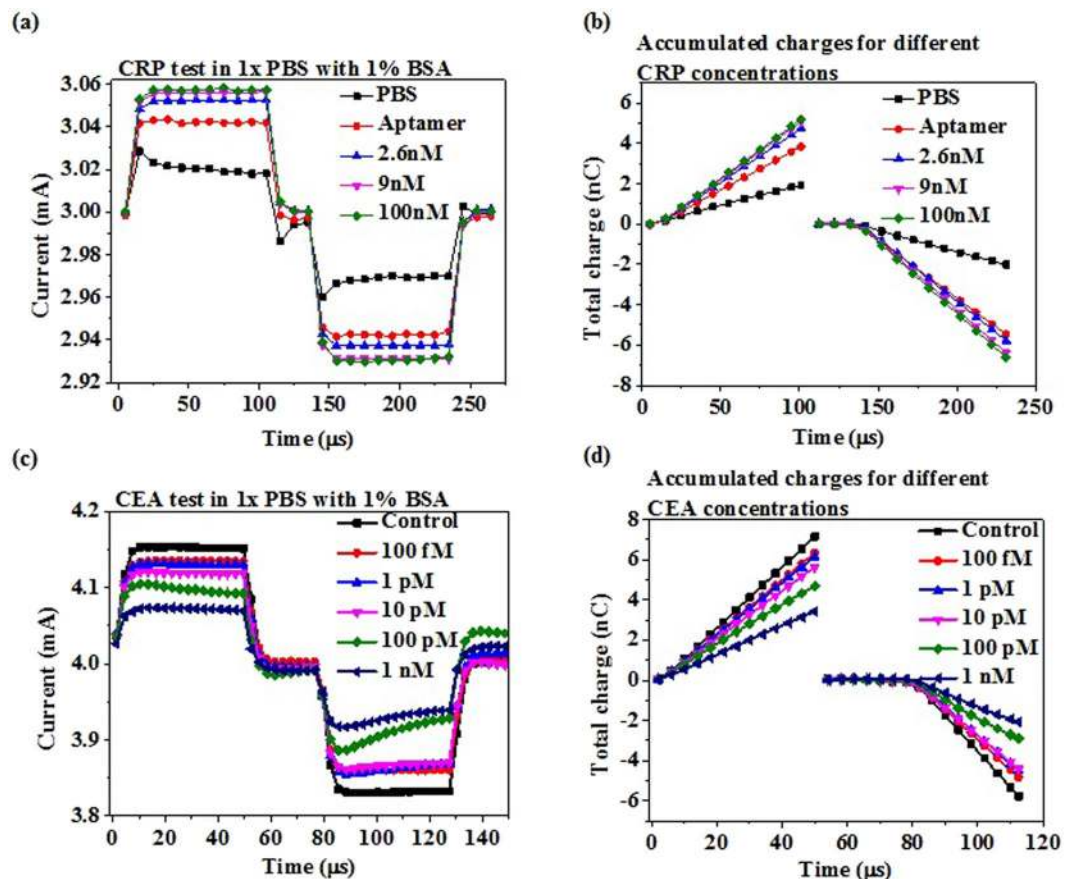 (a)
CRP test in 1x PBS with 1% BSA
PBS
Aptamer
2.6nM
9nM
100nM
3.06
3.04
3.02
3.00
2.98
2.96
2.94
2.92
Current (mA)
0 50 100 150 200 250
Time (µs)
(b)
Accumulated charges for different
CRP concentrations
PBS
Aptamer
2.6nM
9nM
100nM
6
4
2
0
-2
-4
-6
-8
Total charge (nC)
0 50 100 150 200 250
Time (µs)
(c)
CEA test in 1x PBS with 1% BSA
Control
100 fM
1 pM
10 pM
100 pM
1 nM
4.2
4.1
4.0
3.9
3.8
Current (mA)
0 20 40 60 80 100 120 140
Time (µs)
(d)
Accumulated charges for different
CEA concentrations
Control
100 fM
1 pM
10 pM
100 pM
1 nM
8
6
4
2
0
-2
-4
-6
Total charge (nC)
0 20 40 60 80 100 120
Time (µs)